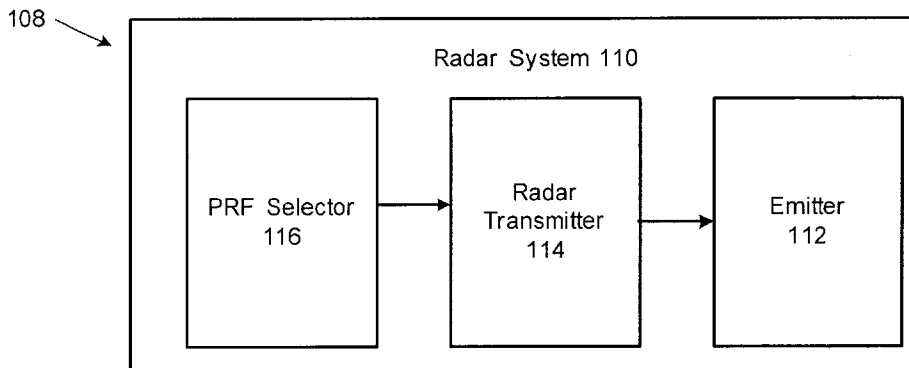 108
Radar System 110
PRF Selector
116
Radar
Transmitter
114
Emitter
112